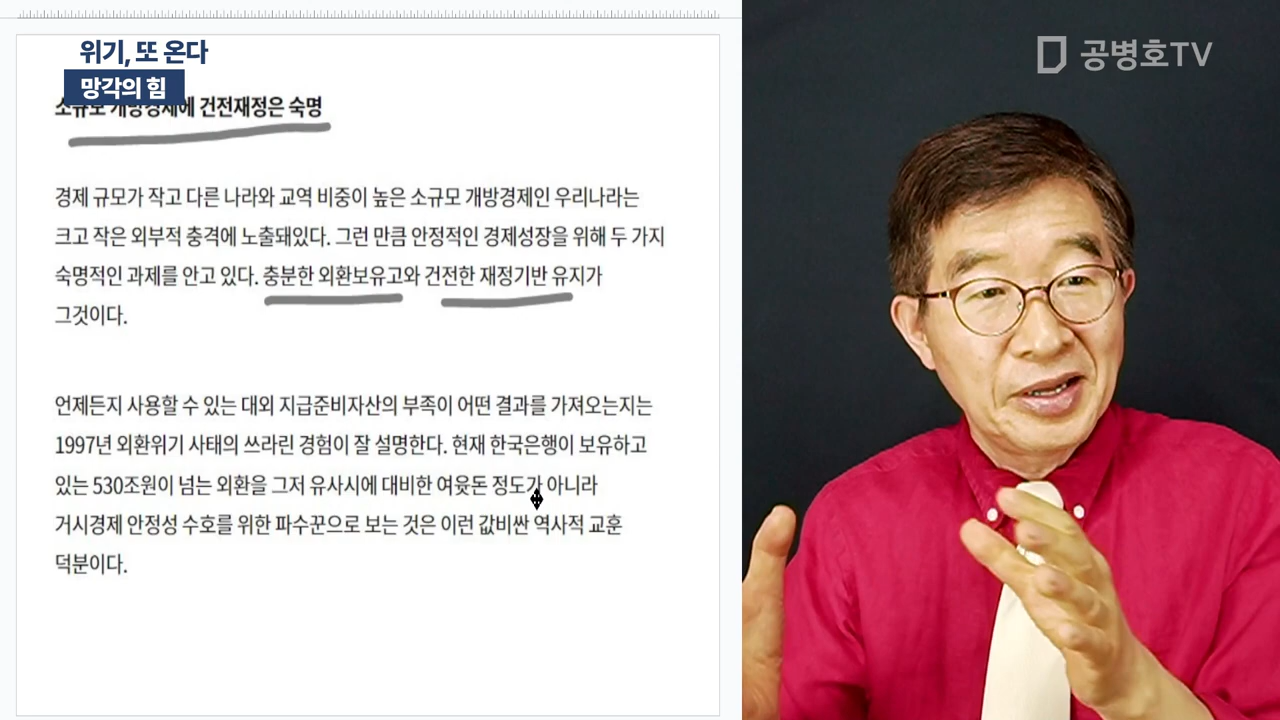 위기, 또 온다
망각의 힘
공병호TV
소규모 개방경제에 건전재정은 숙명
경제 규모가 작고 다른 나라와 교역 비중이 높은 소규모 개방경제인 우리나라는
크고 작은 외부적 충격에 노출돼있다. 그런 만큼 안정적인 경제성장을 위해 두 가지
숙명적인 과제를 안고 있다. 충분한 외환보유고와 건전한 재정기반 유지가
그것이다.
언제든지 사용할 수 있는 대외 지급준비자산의 부족이 어떤 결과를 가져오는지는
1997년 외환위기 사태의 쓰라린 경험이 잘 설명한다. 현재 한국은행이 보유하고
있는 530조원이 넘는 외환을 그저 유사시에 대비한 여윳돈 정도가 아니라
거시경제 안정성 수호를 위한 파수꾼으로 보는 것은 이런 값비싼 역사적 교훈
덕분이다.